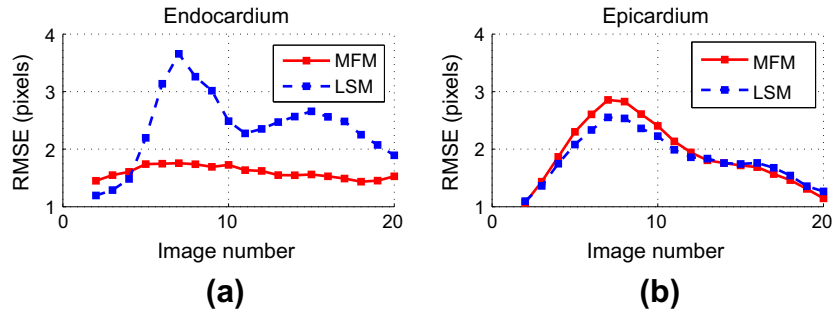 Endocardium
4
3
2
1
RMSE (pixels)
MFM
LSM
0
10
20
Image number
(a)
Epicardium
4
3
2
1
RMSE (pixels)
MFM
LSM
0
10
20
Image number
(b)